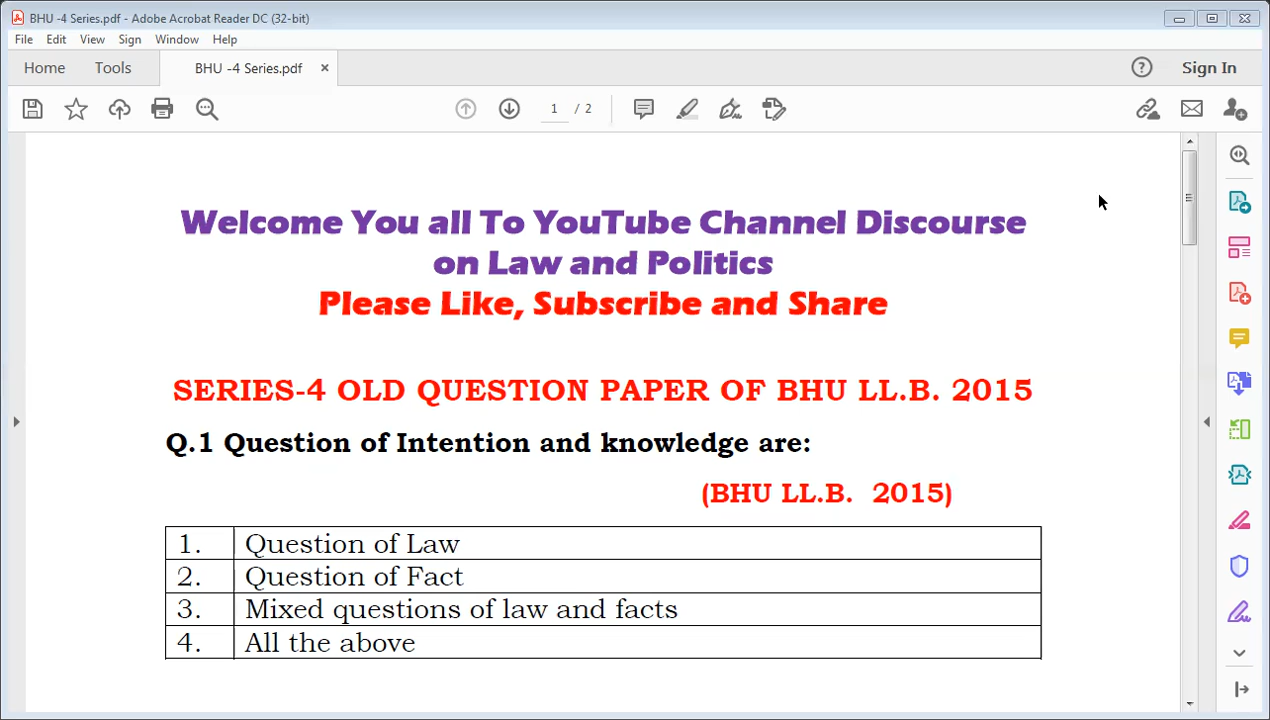 BHU -4 Series.pdf - Adobe Acrobat Reader DC (32-bit)
File Edit View Sign Window Help
Home Tools BHU -4 Series.pdf × ? Sign In
1 / 2
Welcome You all To YouTube Channel Discourse
on Law and Politics
Please Like, Subscribe and Share
SERIES-4 OLD QUESTION PAPER OF BHU LL.B. 2015
Q.1 Question of Intention and knowledge are:
(BHU LL.B. 2015)
1. Question of Law
2. Question of Fact
3. Mixed questions of law and facts
4. All the above